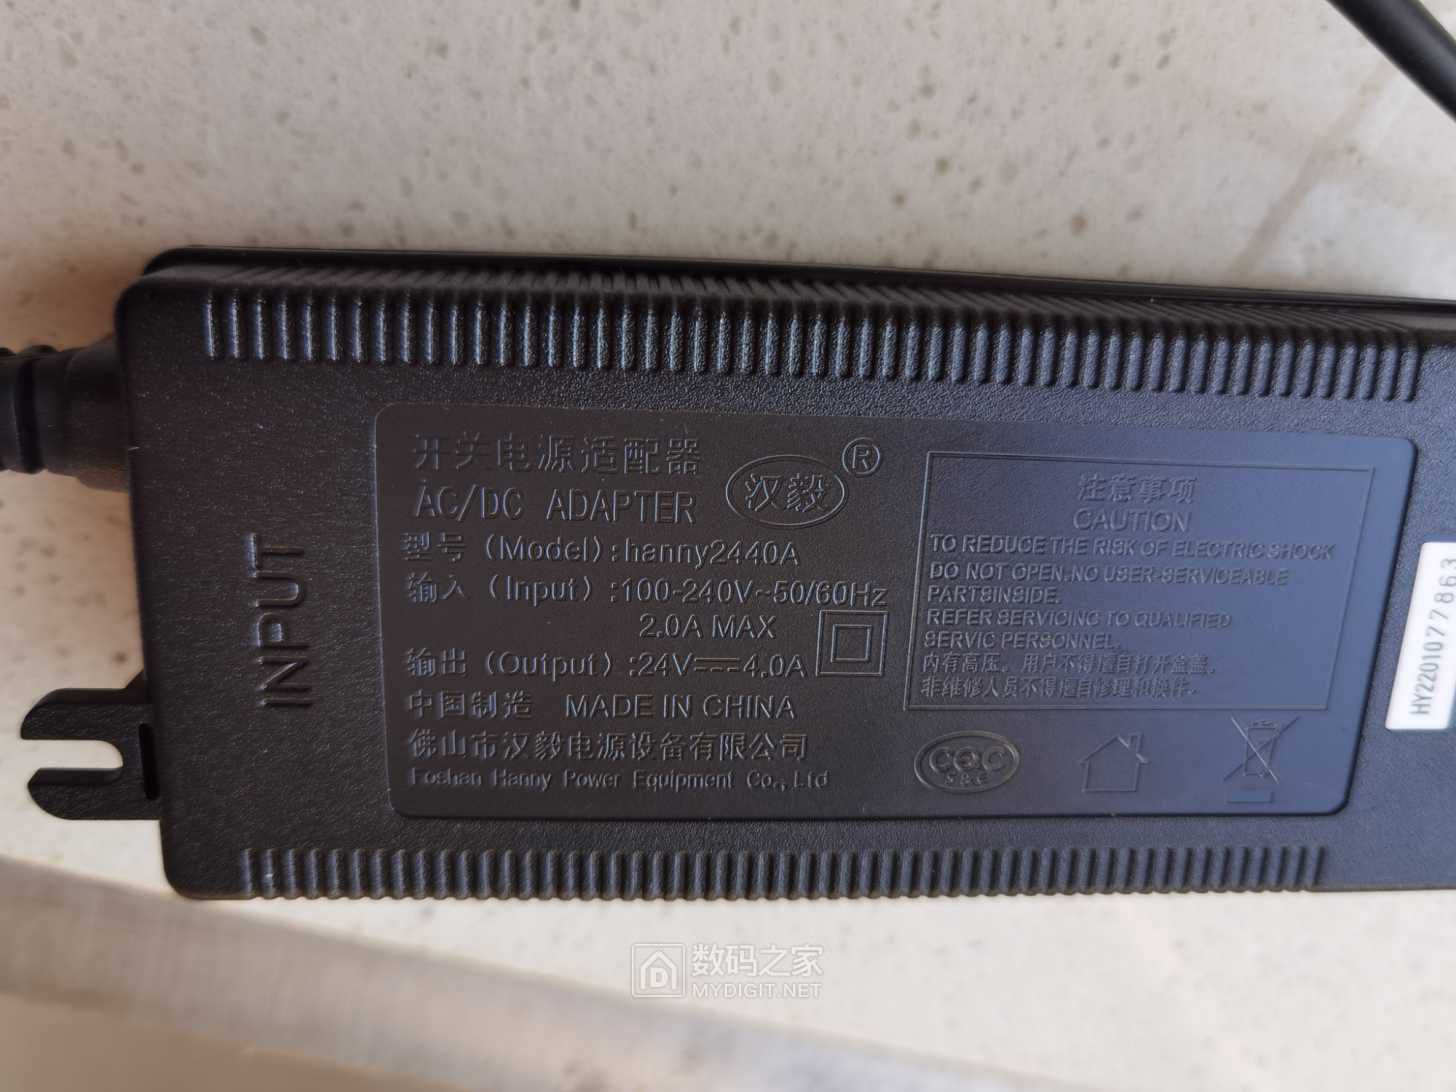 INPUT
开关电源适配器
AC/DC ADAPTER
汉毅 ®
型号（Model）:hanny2440A
输入（Input）:100-240V~50/60Hz
2.0A MAX
输出（Output）:24V⎓4.0A
中国制造 MADE IN CHINA
佛山市汉毅电源设备有限公司
Foshan Hanny Power Equipment Co., Ltd
注意事项
CAUTION
TO REDUCE THE RISK OF ELECTRIC SHOCK
DO NOT OPEN.NO USER-SERVICEABLE
PARTSINSIDE.
REFER SERVICING TO QUALIFIED
SERVIC PERSONNEL.
内有高压。用户不得擅自打开盒盖。
非维修人员不得擅自修理和换件.
CQC
S&E
HY2201077863
数码之家
MYDIGIT.NET